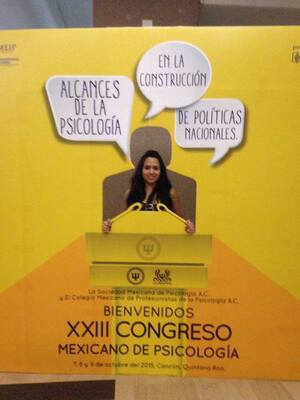 ALCANCES
DE LA
PSICOLOGÍA
EN LA
CONSTRUCCIÓN
DE POLÍTICAS
NACIONALES.
La Sociedad Mexicana de Psicología A.C.
y El Colegio Mexicano de Profesionistas de la Psicología A.C.
BIENVENIDOS
XXIII CONGRESO
MEXICANO DE PSICOLOGÍA
7, 8 y 9 de octubre del 2015, Cancún, Quintana Roo.